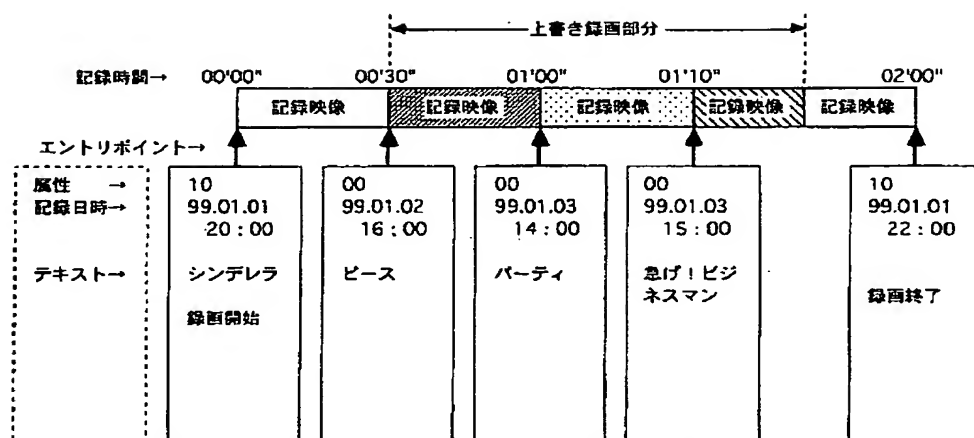 上書き録画部分
記録時間→ 00'00" 00'30" 01'00" 01'10" 02'00"
記録映像 記録映像 記録映像 記録映像 記録映像
エントリポイント→
属性 → 10 00 00 00 10
記録日時→ 99.01.01 99.01.02 99.01.03 99.01.03 99.01.01
20:00 16:00 14:00 15:00 22:00
テキスト→ シンデレラ ピース パーティ 急げ!ビジ
ネスマン 録画終了
録画開始